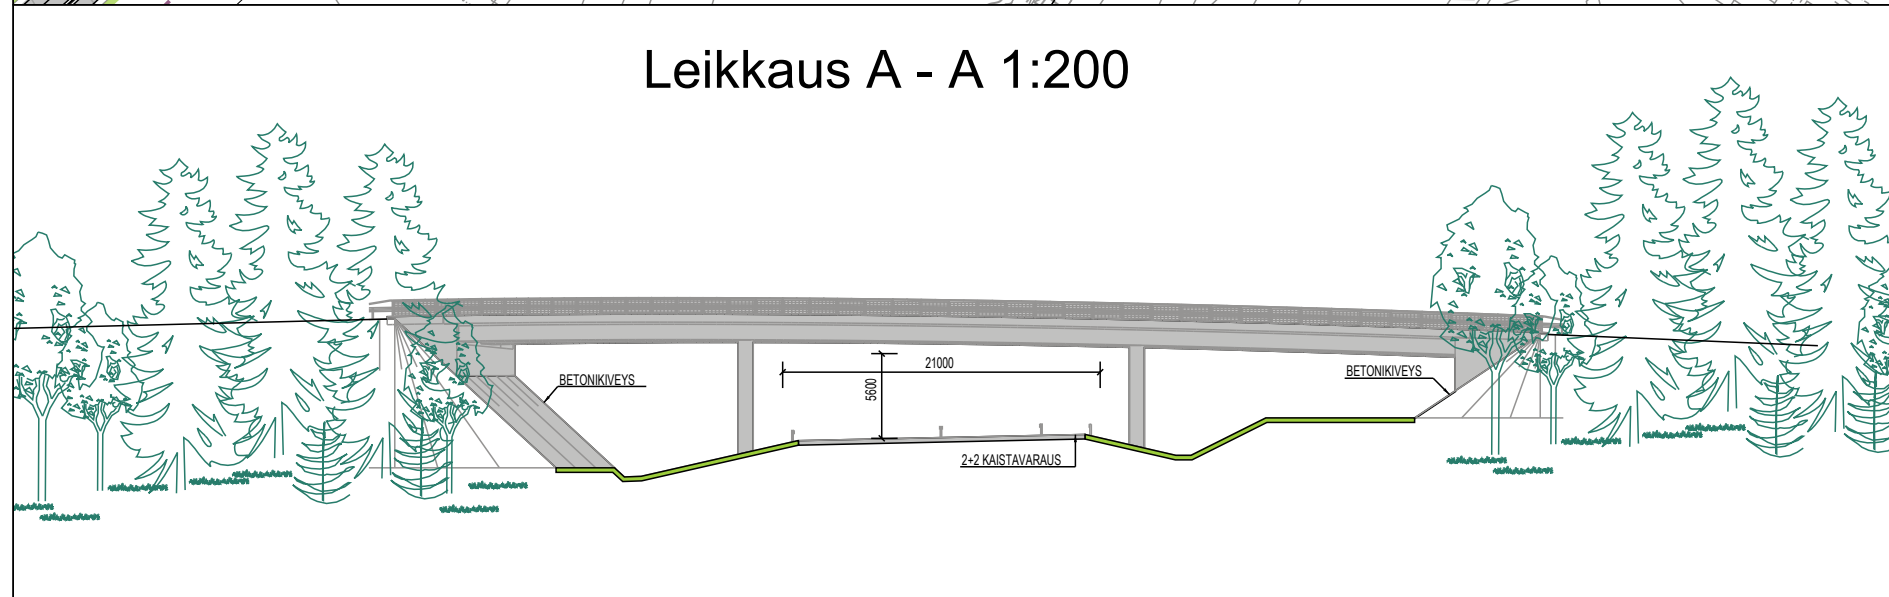 Leikkaus A - A 1:200
21000
5600
BETONIKIVEYS
BETONIKIVEYS
2+2 KAISTAVARAUS